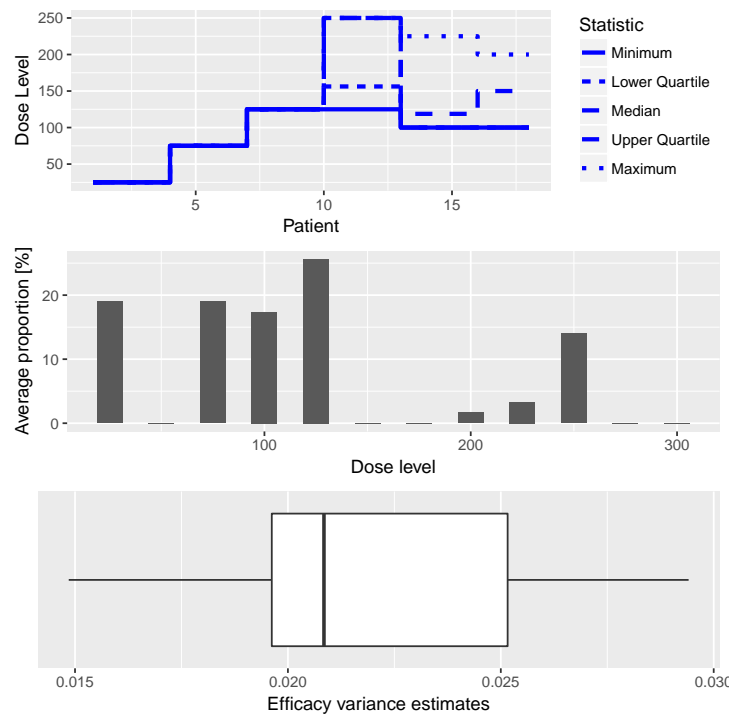 250
200
150
100
50
Dose Level
5
10
15
Patient
Statistic
Minimum
Lower Quartile
Median
Upper Quartile
Maximum
Average proportion [%]
20
10
0
100
200
300
Dose level
0.015
0.020
0.025
0.030
Efficacy variance estimates